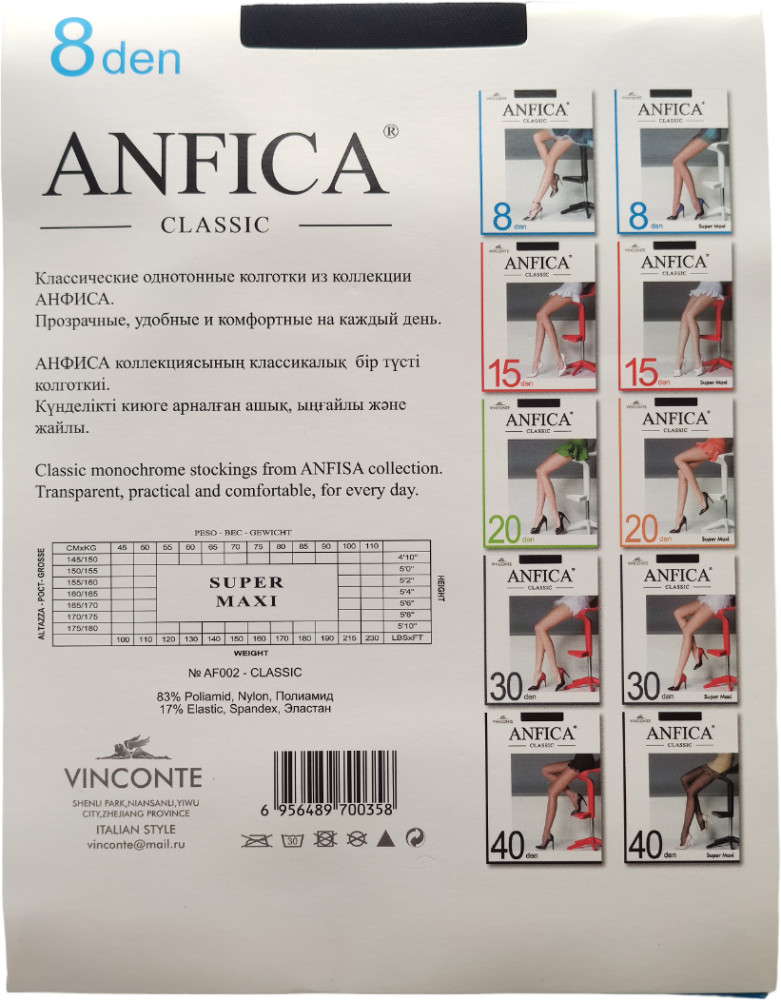 8 den
ANFICA®
CLASSIC
Классические однотонные колготки из коллекции
АНФИСА.
Прозрачные, удобные и комфортные на каждый день.
АНФИСА коллекциясының классикалық бір түсті
колготкиі.
Күнделікті киюге арналған ашық, ыңғайлы және
жайлы.
Classic monochrome stockings from ANFISA collection.
Transparent, practical and comfortable, for every day.
PESO - ВЕС - GEWICHT
ALTAZZA - РОСТ- GROSSE
CMxKG 45 50 55 60 65 70 75 80 85 90 100 110
145/150 4'10"
150/155 5'0"
155/160 5'2"
160/165 5'4"
165/170 5'6"
170/175 5'8"
175/180 5'10"
SUPER
MAXI
100 110 120 130 140 150 160 170 180 190 215 230 LBSxFT
HEIGHT
WEIGHT
№ AF002 - CLASSIC
83% Poliamid, Nylon, Полиамид
17% Elastic, Spandex, Эластан
VINCONTE
SHENLI PARK,NIANSANLI,YIWU
CITY,ZHEJIANG PROVINCE
ITALIAN STYLE
vinconte@mail.ru
6 956489 700358
30
ANFICA®
CLASSIC
8 den
ANFICA®
CLASSIC
8 den Super Maxi
ANFICA®
CLASSIC
15 den
ANFICA®
CLASSIC
15 den Super Maxi
VINCONTE
ANFICA®
CLASSIC
20 den
VINCONTE
ANFICA®
CLASSIC
20 den Super Maxi
VINCONTE
ANFICA®
CLASSIC
30 den
VINCONTE
ANFICA®
CLASSIC
30 den Super Maxi
VINCONTE
ANFICA®
CLASSIC
40 den
VINCONTE
ANFICA®
CLASSIC
40 den Super Maxi